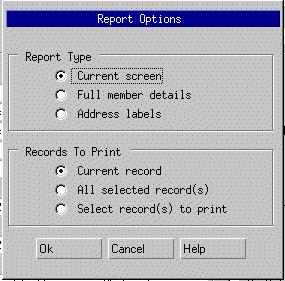 Report Options
Report Type
Current screen
Full member details
Address labels
Records To Print
Current record
All selected record(s)
Select record(s) to print
Ok Cancel Help